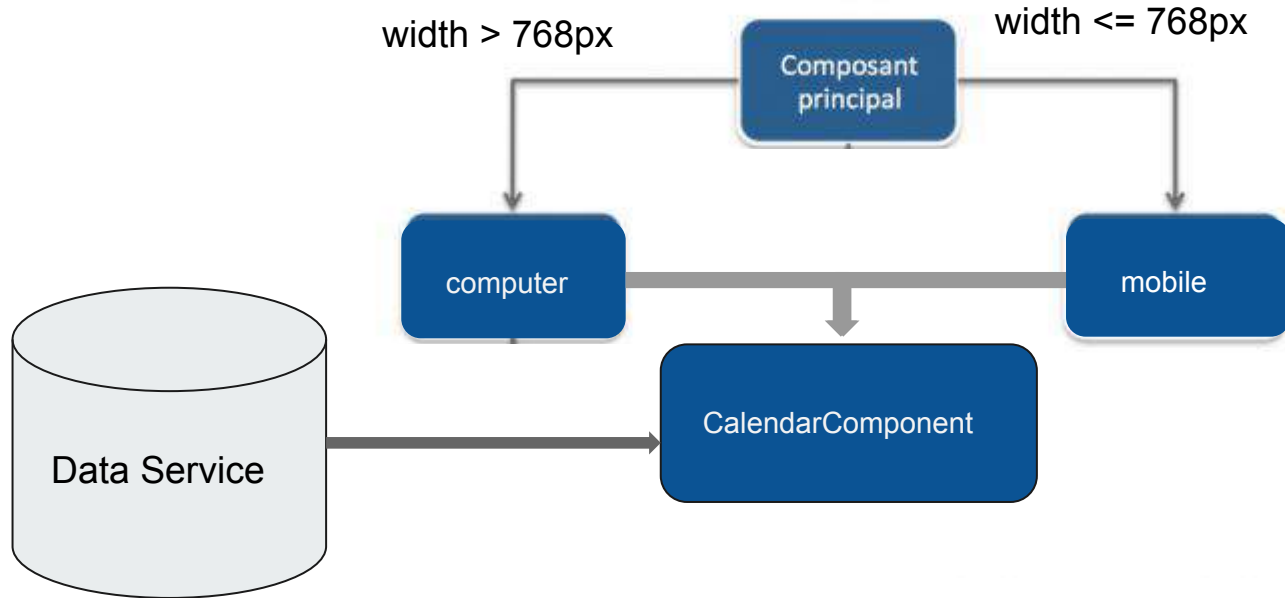 width > 768px
width <= 768px
Composant
principal
computer
mobile
CalendarComponent
Data Service